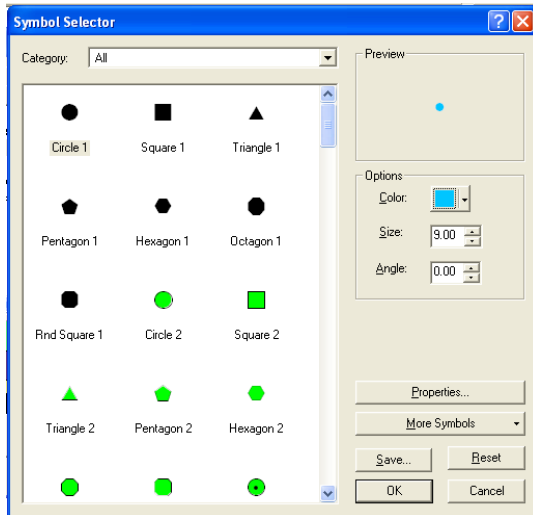 Symbol Selector
Category: All
Circle 1 Square 1 Triangle 1
Pentagon 1 Hexagon 1 Octagon 1
Rnd Square 1 Circle 2 Square 2
Triangle 2 Pentagon 2 Hexagon 2
Preview
Options
Color:
Size: 9.00
Angle: 0.00
Properties...
More Symbols
Save... Reset
OK Cancel